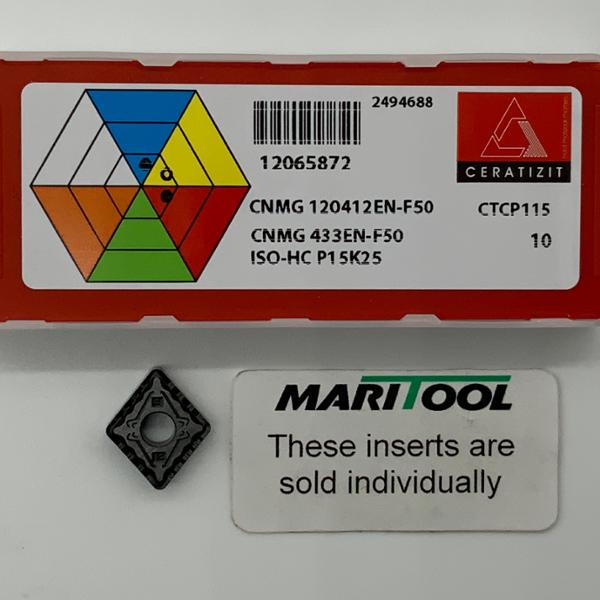 2494688
12065872
CERATIZIT
CNMG 120412EN-F50 CTCP115
CNMG 433EN-F50 10
ISO-HC P15K25
MARITOOL
These inserts are
sold individually